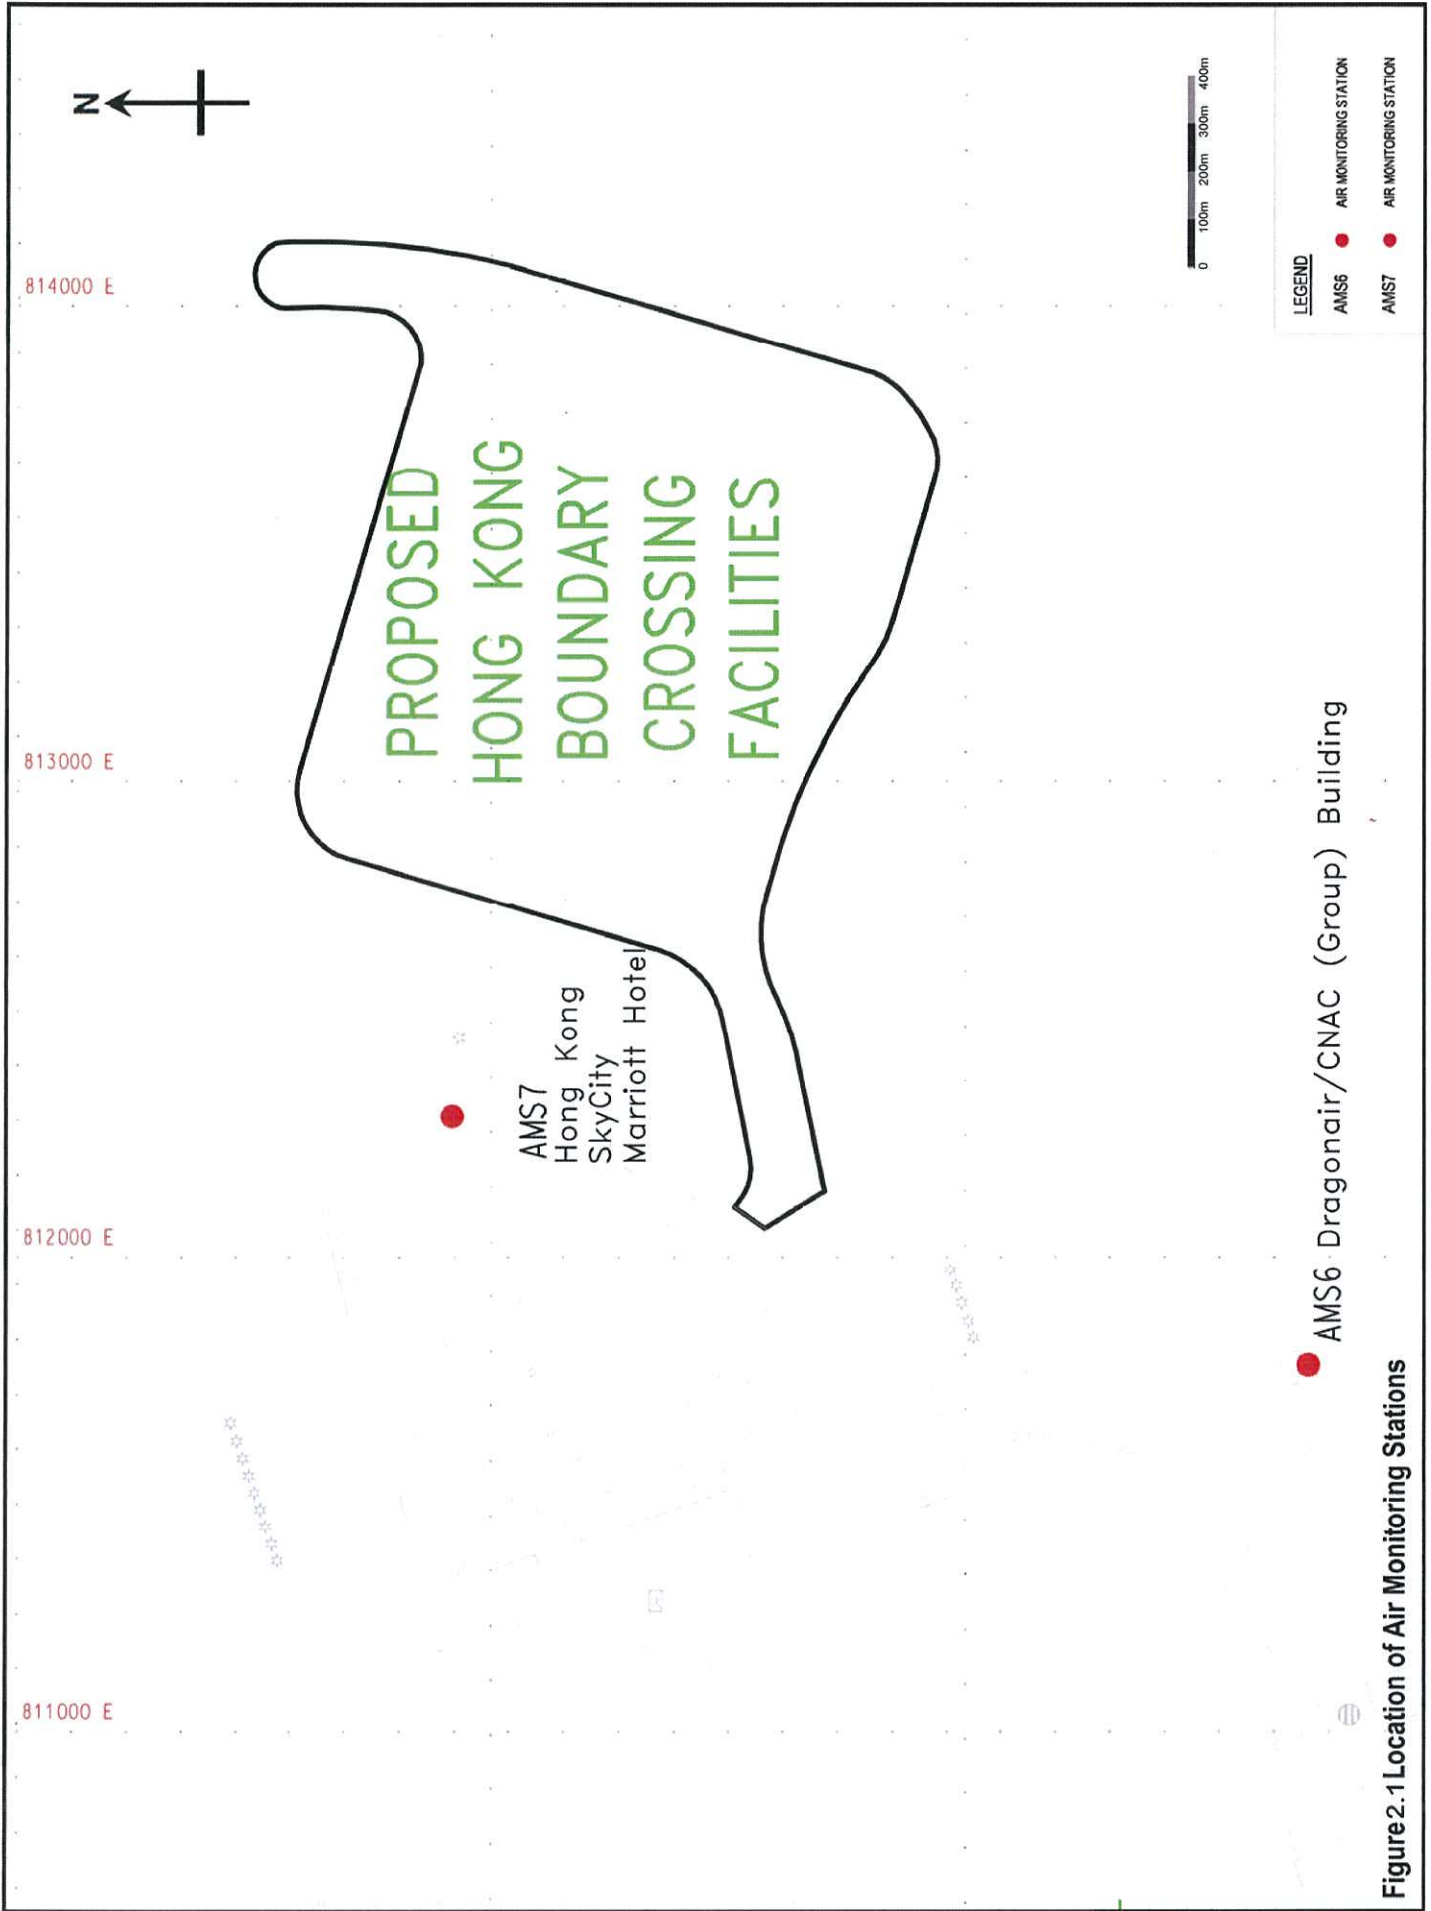 811000 E
812000 E
813000 E
814000 E
N
PROPOSED
HONG KONG
BOUNDARY
CROSSING
FACILITIES
AMS7
Hong Kong
SkyCity
Marriott Hotel
0 100m 200m 300m 400m
AMS6 Dragonair/CNAC (Group) Building
LEGEND
AMS6 AIR MONITORING STATION
AMS7 AIR MONITORING STATION
Figure2.1 Location of Air Monitoring Stations